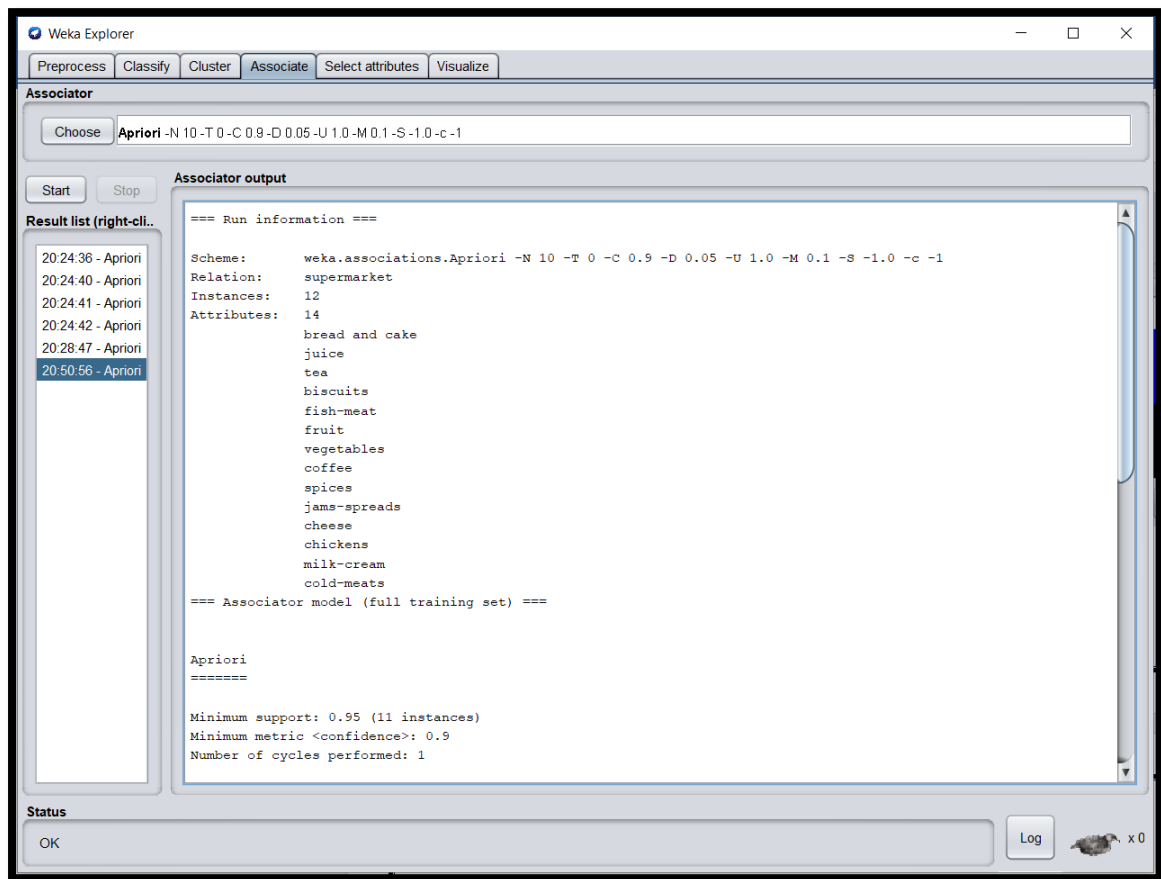 Weka Explorer
Preprocess Classify Cluster Associate Select attributes Visualize
Associator
Choose Apriori -N 10 -T 0 -C 0.9 -D 0.05 -U 1.0 -M 0.1 -S -1.0 -c -1
Start Stop
Result list (right-cli..
20:24:36 - Apriori
20:24:40 - Apriori
20:24:41 - Apriori
20:24:42 - Apriori
20:28:47 - Apriori
20:50:56 - Apriori
Associator output
=== Run information ===
Scheme: weka.associations.Apriori -N 10 -T 0 -C 0.9 -D 0.05 -U 1.0 -M 0.1 -S -1.0 -c -1
Relation: supermarket
Instances: 12
Attributes: 14
bread and cake
juice
tea
biscuits
fish-meat
fruit
vegetables
coffee
spices
jams-spreads
cheese
chickens
milk-cream
cold-meats
=== Associator model (full training set) ===
Apriori
=======
Minimum support: 0.95 (11 instances)
Minimum metric <confidence>: 0.9
Number of cycles performed: 1
Status
OK
Log x 0